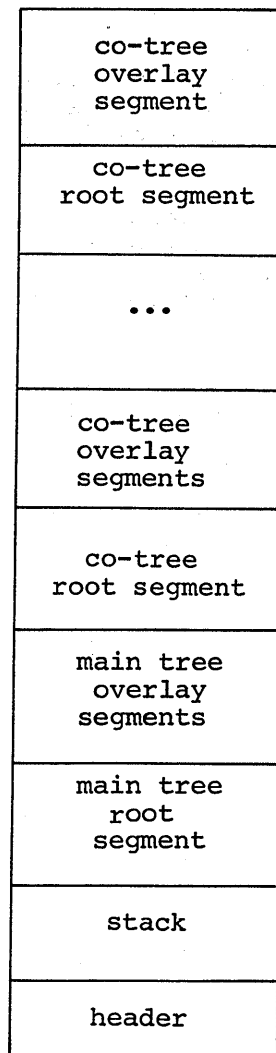 co-tree
overlay
segment
co-tree
root segment
...
co-tree
overlay
segments
co-tree
root segment
main tree
overlay
segments
main tree
root
segment
stack
header